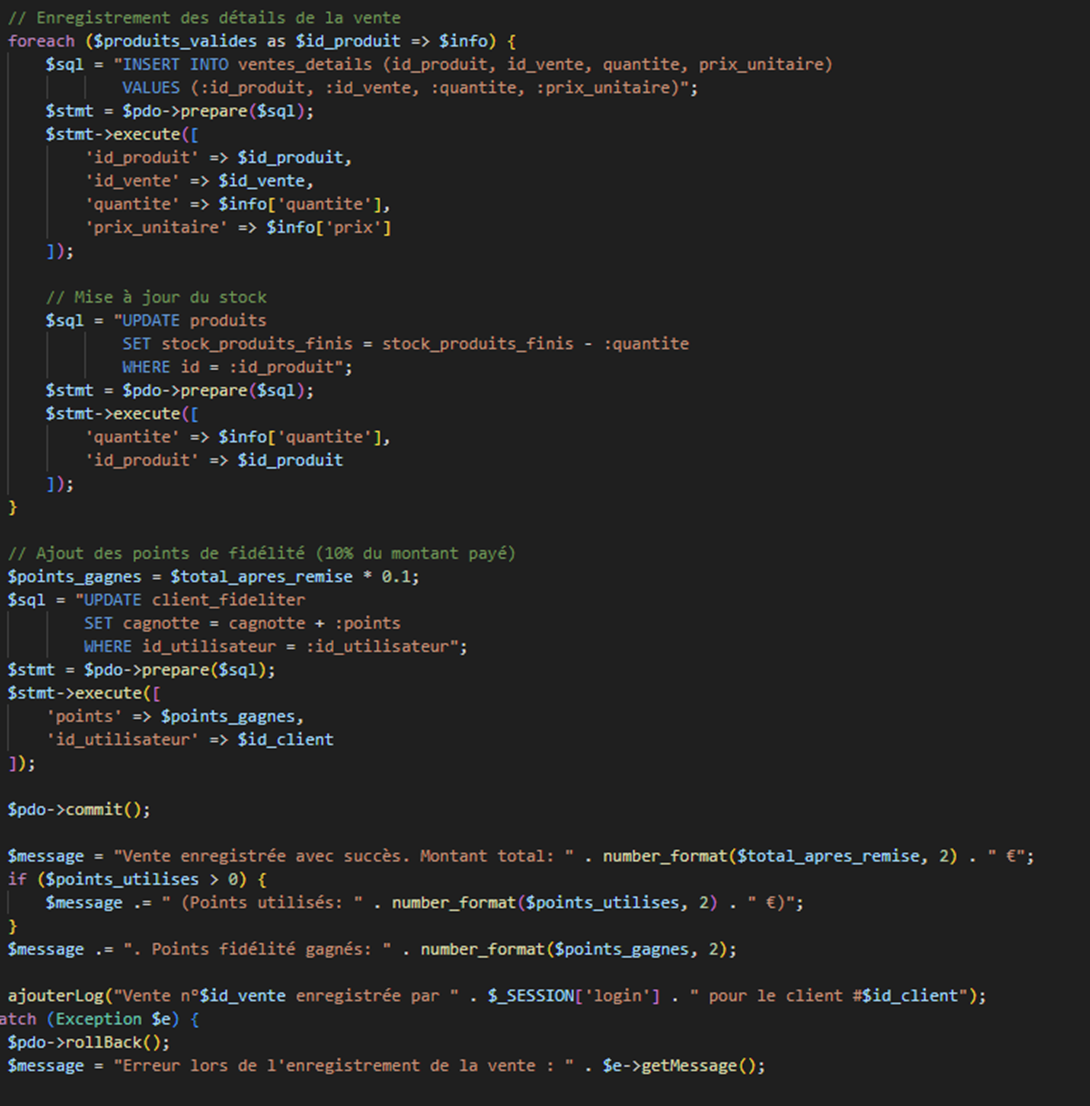 // Enregistrement des détails de la vente
foreach ($produits_valides as $id_produit => $info) {
    $sql = "INSERT INTO ventes_details (id_produit, id_vente, quantite, prix_unitaire)
            VALUES (:id_produit, :id_vente, :quantite, :prix_unitaire)";
    $stmt = $pdo->prepare($sql);
    $stmt->execute([
        'id_produit' => $id_produit,
        'id_vente' => $id_vente,
        'quantite' => $info['quantite'],
        'prix_unitaire' => $info['prix']
    ]);

    // Mise à jour du stock
    $sql = "UPDATE produits
            SET stock_produits_finis = stock_produits_finis - :quantite
            WHERE id = :id_produit";
    $stmt = $pdo->prepare($sql);
    $stmt->execute([
        'quantite' => $info['quantite'],
        'id_produit' => $id_produit
    ]);
}

// Ajout des points de fidélité (10% du montant payé)
$points_gagnes = $total_apres_remise * 0.1;
$sql = "UPDATE client_fideliter
        SET cagnotte = cagnotte + :points
        WHERE id_utilisateur = :id_utilisateur";
$stmt = $pdo->prepare($sql);
$stmt->execute([
    'points' => $points_gagnes,
    'id_utilisateur' => $id_client
]);

$pdo->commit();

$message = "Vente enregistrée avec succès. Montant total: " . number_format($total_apres_remise, 2) . " €";
if ($points_utilises > 0) {
    $message .= " (Points utilisés: " . number_format($points_utilises, 2) . " €)";
}
$message .= ". Points fidélité gagnés: " . number_format($points_gagnes, 2);

ajouterLog("Vente n°$id_vente enregistrée par " . $_SESSION['login'] . " pour le client #$id_client");
atch (Exception $e) {
$pdo->rollBack();
$message = "Erreur lors de l'enregistrement de la vente : " . $e->getMessage();